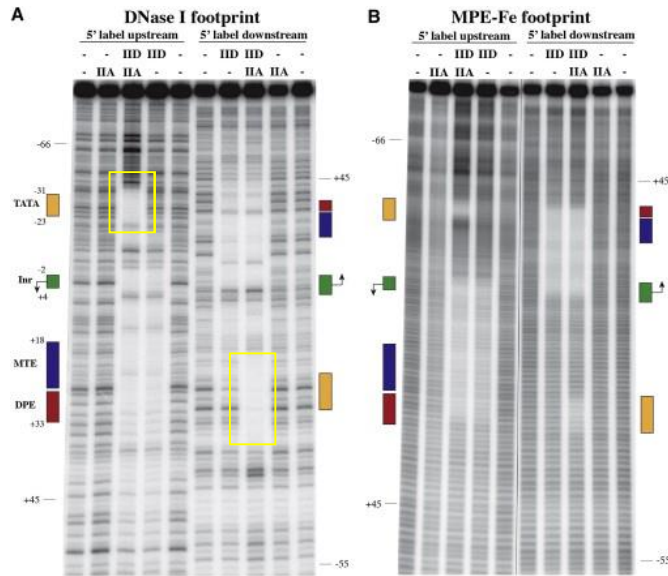 A
DNase I footprint
5' label upstream 5' label downstream
- - IID IID - - IID IID - -
- IIA IIA - - - - IIA IIA -
-66
-31
TATA
-23
-2
Inr
+4
+18
MTE
DPE
+33
+45
+45
-55
B
MPE-Fe footprint
5' label upstream 5' label downstream
- - IID IID - - IID IID - -
- IIA IIA - - - - IIA IIA -
-66
+45
+45
-55